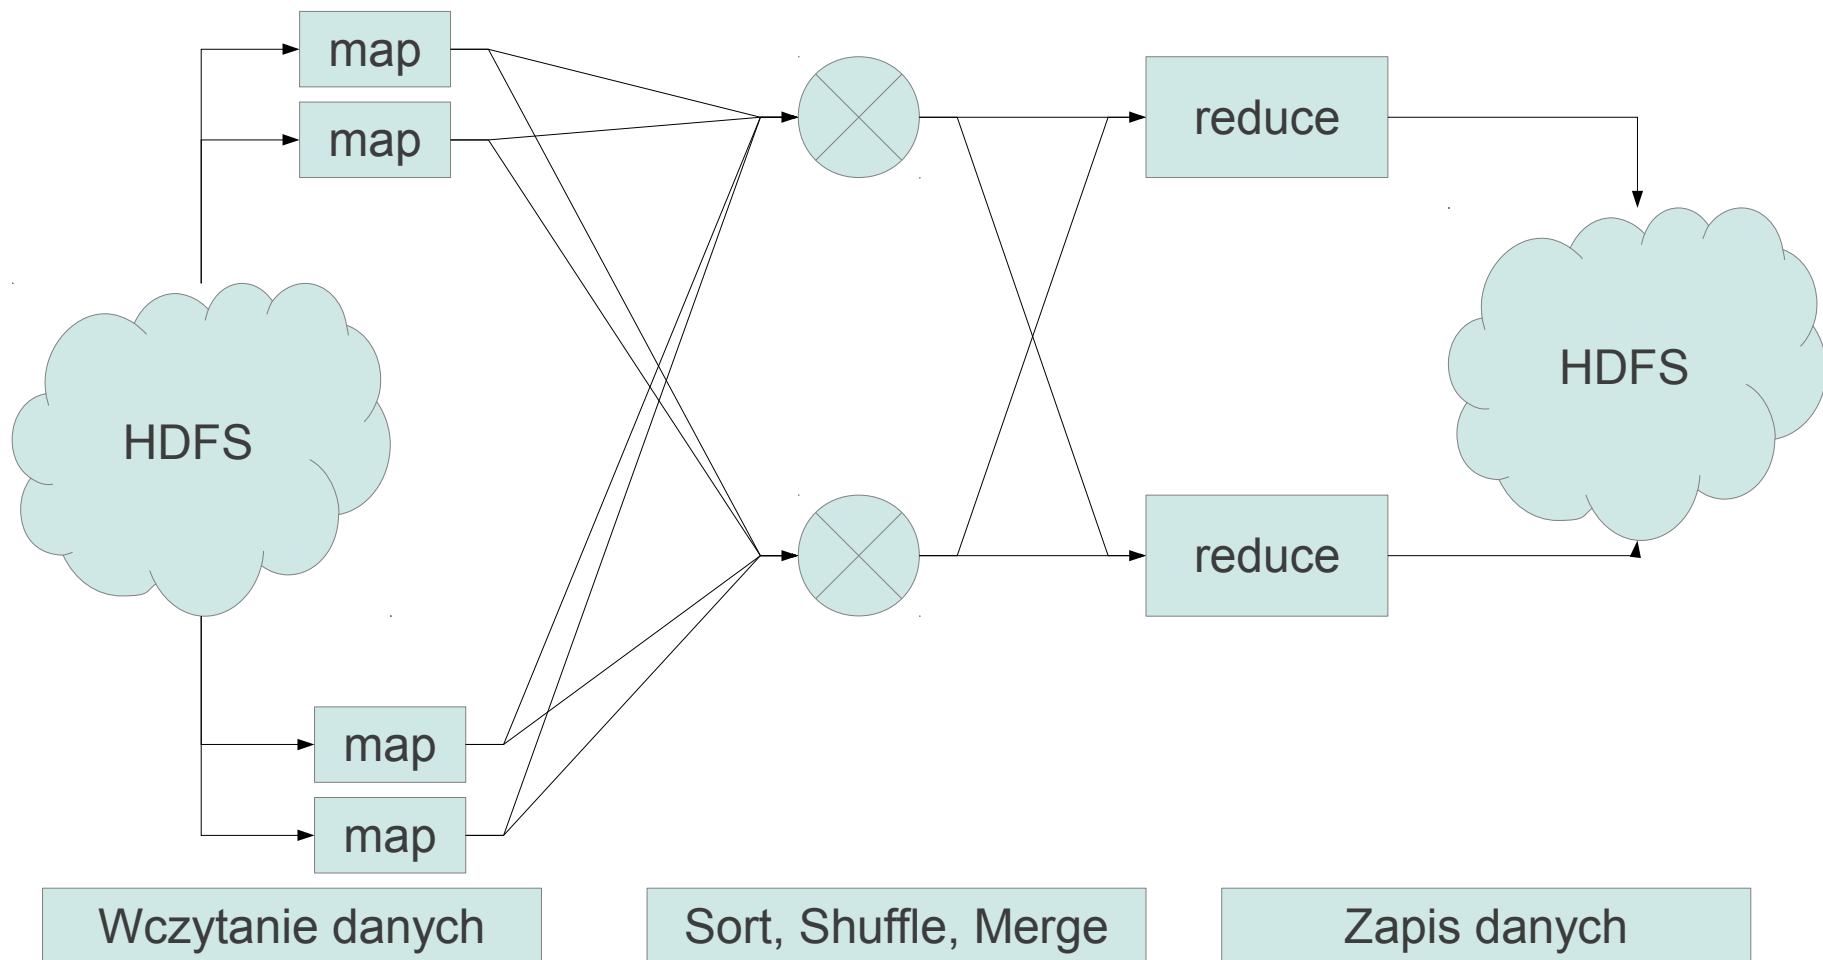 map
map
reduce
HDFS
HDFS
reduce
map
map
Wczytanie danych
Sort, Shuffle, Merge
Zapis danych